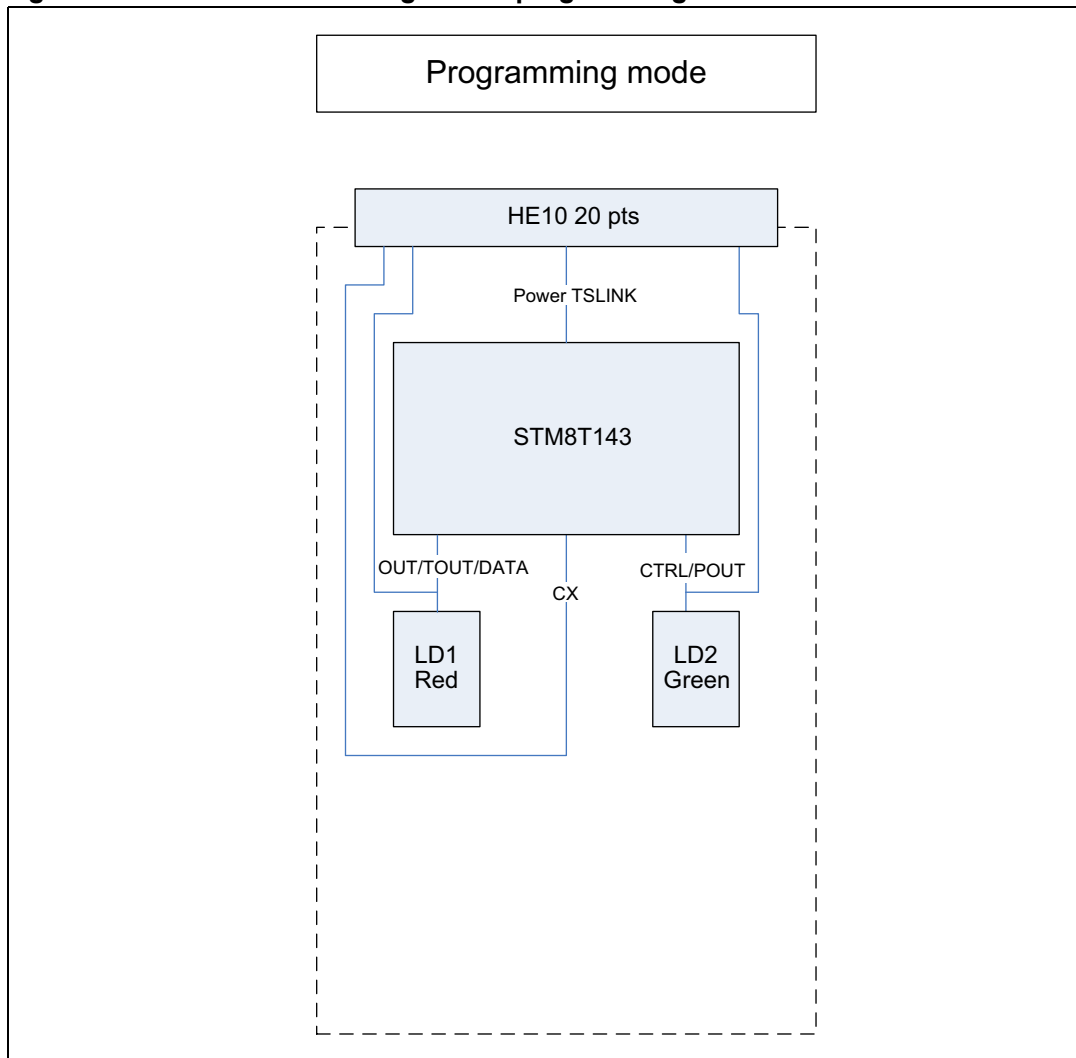 Programming mode
HE10 20 pts
Power TSLINK
STM8T143
OUT/TOUT/DATA
CX
CTRL/POUT
LD1
Red
LD2
Green